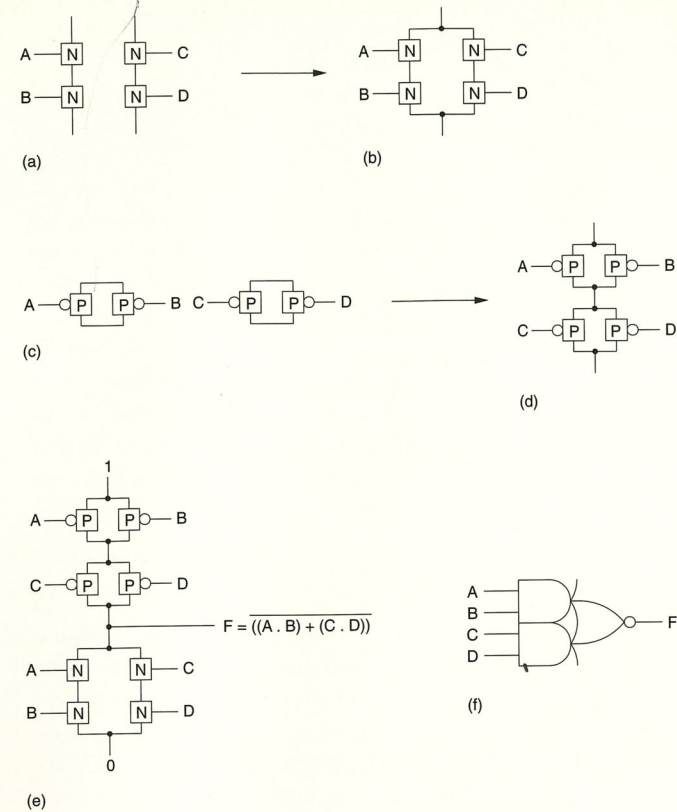 A N N C
B N N D
(a)
A N N C
B N N D
(b)
A P P B C P P D
(c)
A P P B
C P P D
(d)
1
A P P B
C P P D
F = ((A . B) + (C . D))
A N N C
B N N D
0
(e)
A
B
C
D
F
(f)